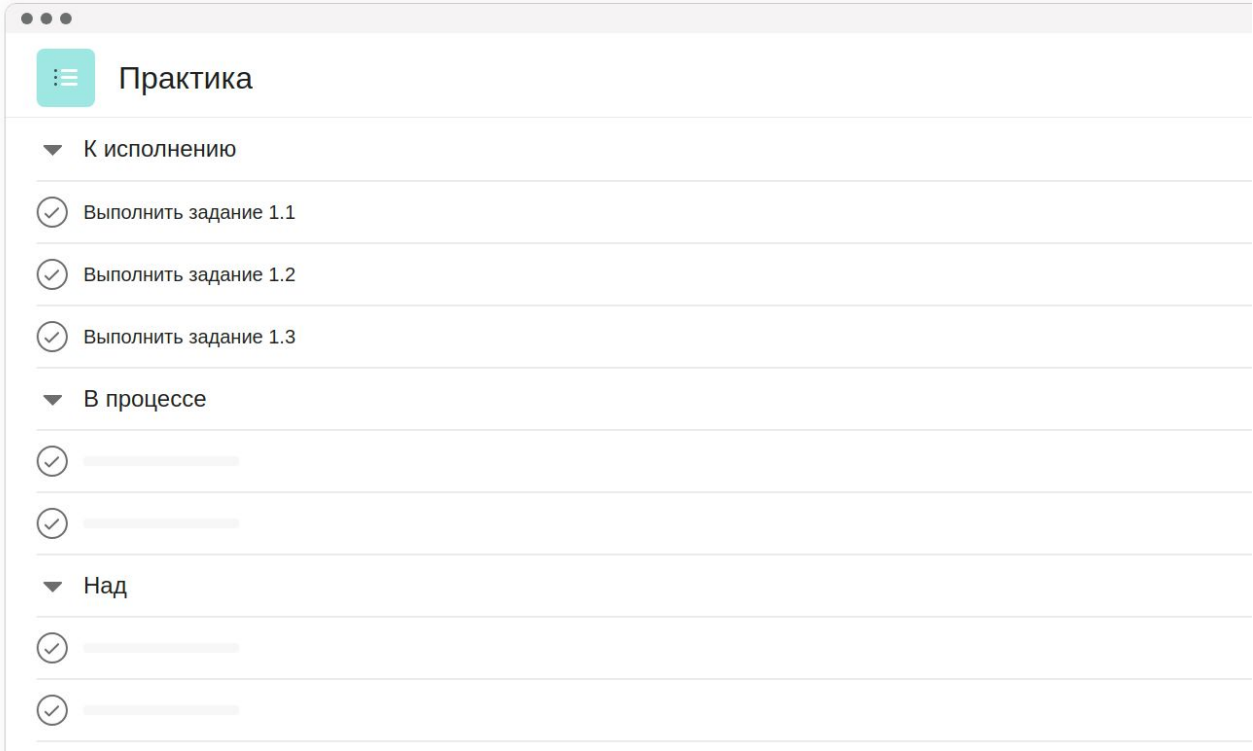 Практика
К исполнению
Выполнить задание 1.1
Выполнить задание 1.2
Выполнить задание 1.3
В процессе
Над